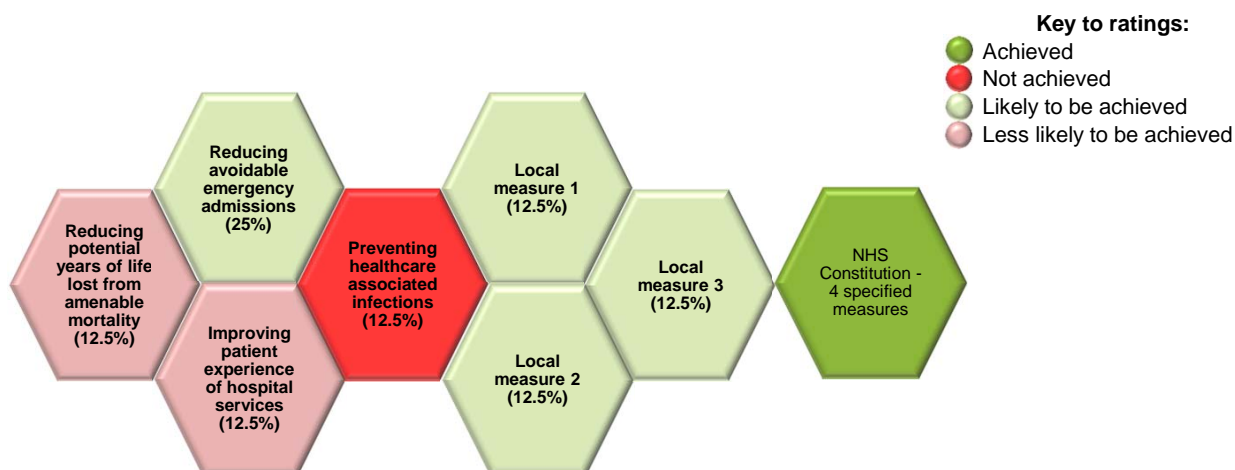 Key to ratings:
Achieved
Not achieved
Likely to be achieved
Less likely to be achieved
Reducing
potential
years of life
lost from
amenable
mortality
(12.5%)
Reducing
avoidable
emergency
admissions
(25%)
Improving
patient
experience
of hospital
services
(12.5%)
Preventing
healthcare
associated
infections
(12.5%)
Local
measure 1
(12.5%)
Local
measure 2
(12.5%)
Local
measure 3
(12.5%)
NHS
Constitution -
4 specified
measures